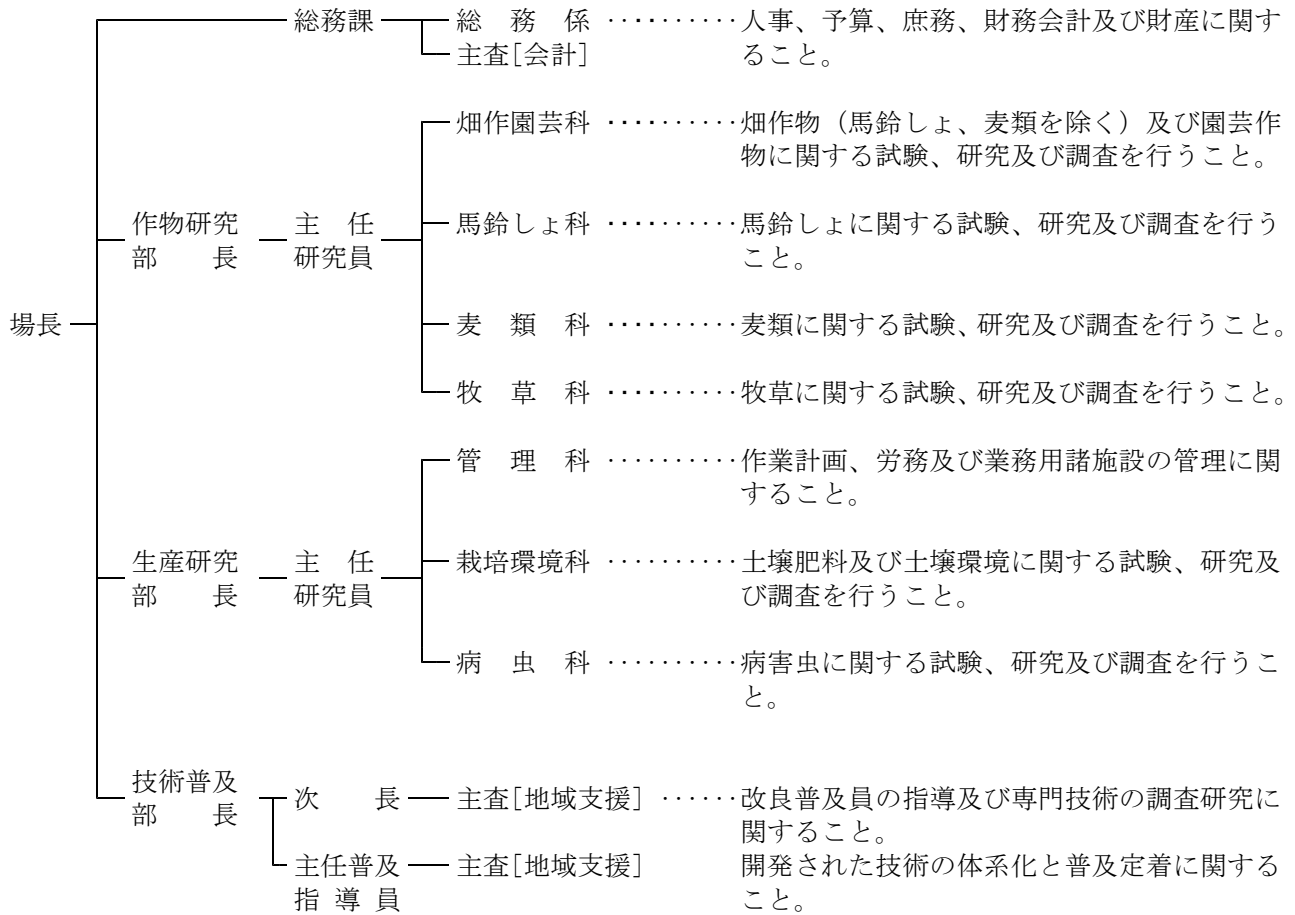 総務課 総務係 ‥‥‥‥‥人事、予算、庶務、財務会計及び財産に関す
主査[会計] ること。
畑作園芸科 ‥‥‥‥‥畑作物（馬鈴しょ、麦類を除く）及び園芸作
物に関する試験、研究及び調査を行うこと。
作物研究 主任 馬鈴しょ科 ‥‥‥‥‥馬鈴しょに関する試験、研究及び調査を行う
部長 研究員 こと。
場長 麦類科 ‥‥‥‥‥麦類に関する試験、研究及び調査を行うこと。
牧草科 ‥‥‥‥‥牧草に関する試験、研究及び調査を行うこと。
管理科 ‥‥‥‥‥作業計画、労務及び業務用諸施設の管理に関
すること。
生産研究 主任 栽培環境科 ‥‥‥‥‥土壌肥料及び土壌環境に関する試験、研究及
部長 研究員 び調査を行うこと。
病虫科 ‥‥‥‥‥病害虫に関する試験、研究及び調査を行うこ
と。
技術普及 次長 主査[地域支援] ‥‥‥改良普及員の指導及び専門技術の調査研究に
部長 関すること。
主任普及 主査[地域支援] 開発された技術の体系化と普及定着に関する
指導員 こと。